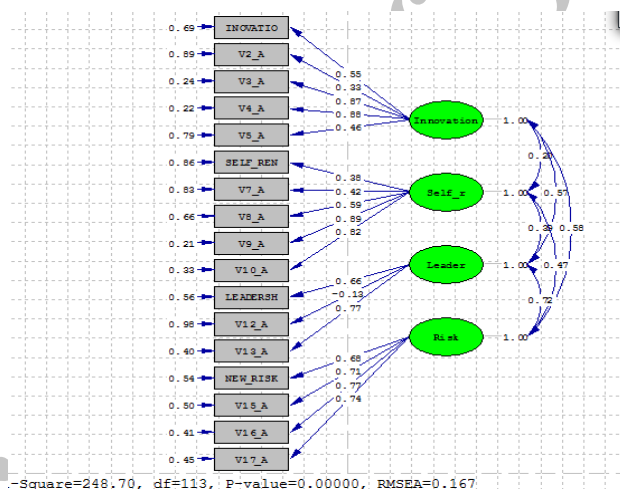 0.69 INOVATIO
0.89 V2_A
0.55
0.33
0.24 V3_A
0.87
0.22 V4_A
0.88
Innovation 1.00
0.79 V5_A
0.46
0.86 SELF_REN
0.38
0.83 V7_A
0.42
Self_r 1.00
0.57
0.59
0.66 V8_A
0.89
0.39 0.58
0.21 V9_A
0.82
0.33 V10_A
Leader 1.00
0.47
0.66
0.56 LEADERSH
-0.13
0.72
0.98 V12_A
0.77
Risk 1.00
0.40 V13_A
0.68
0.54 NEW_RISK
0.71
0.50 V15_A
0.77
0.74
0.41 V16_A
0.45 V17_A
-Square=248.70, df=113, P-value=0.00000, RMSEA=0.167